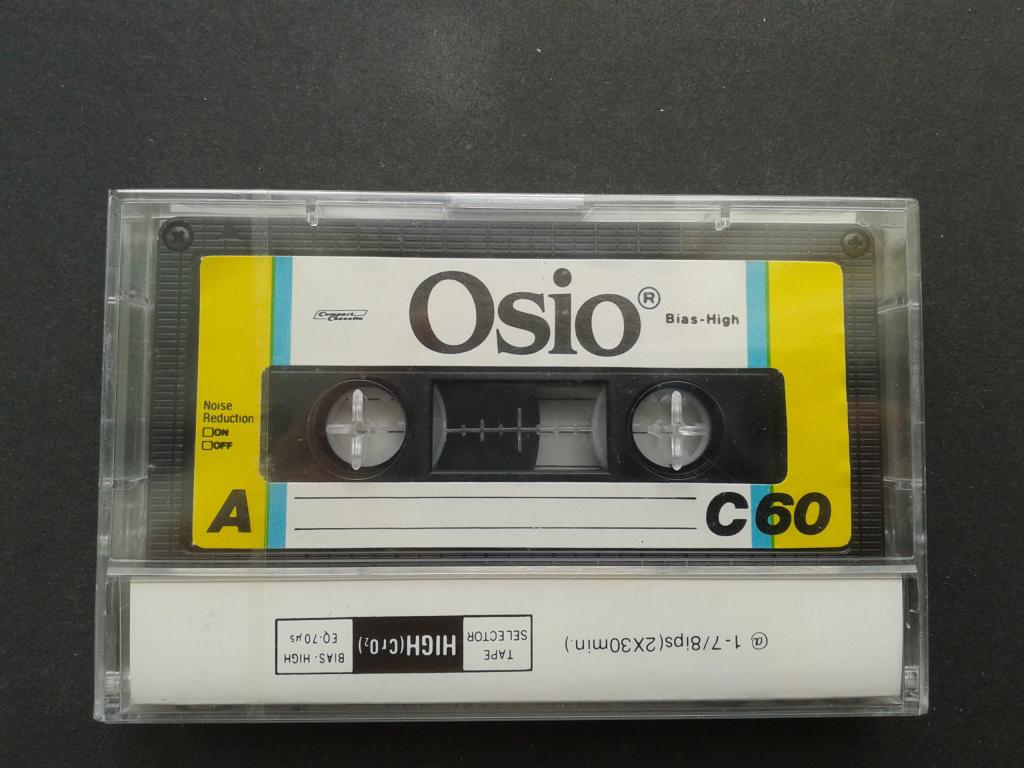 Osio®
Compact
Cassette
Bias-High
Noise
Reduction
ON
OFF
A
C60
@ 1-7/8ips(2X30min.)
TAPE
SELECTOR
HIGH(CrO₂)
BIAS·HIGH
EQ·70µs